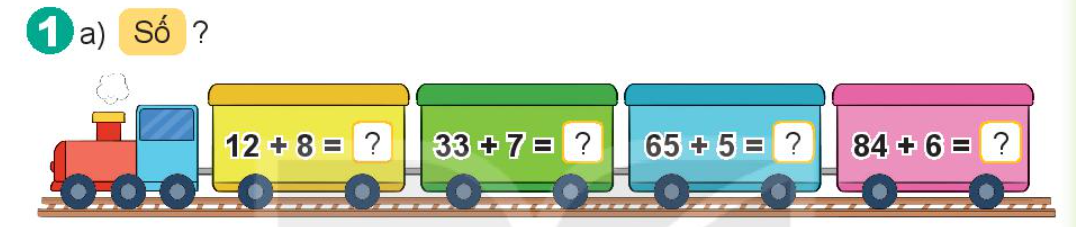 1 a) Số ?
12 + 8 = ? 33 + 7 = ? 65 + 5 = ? 84 + 6 = ?